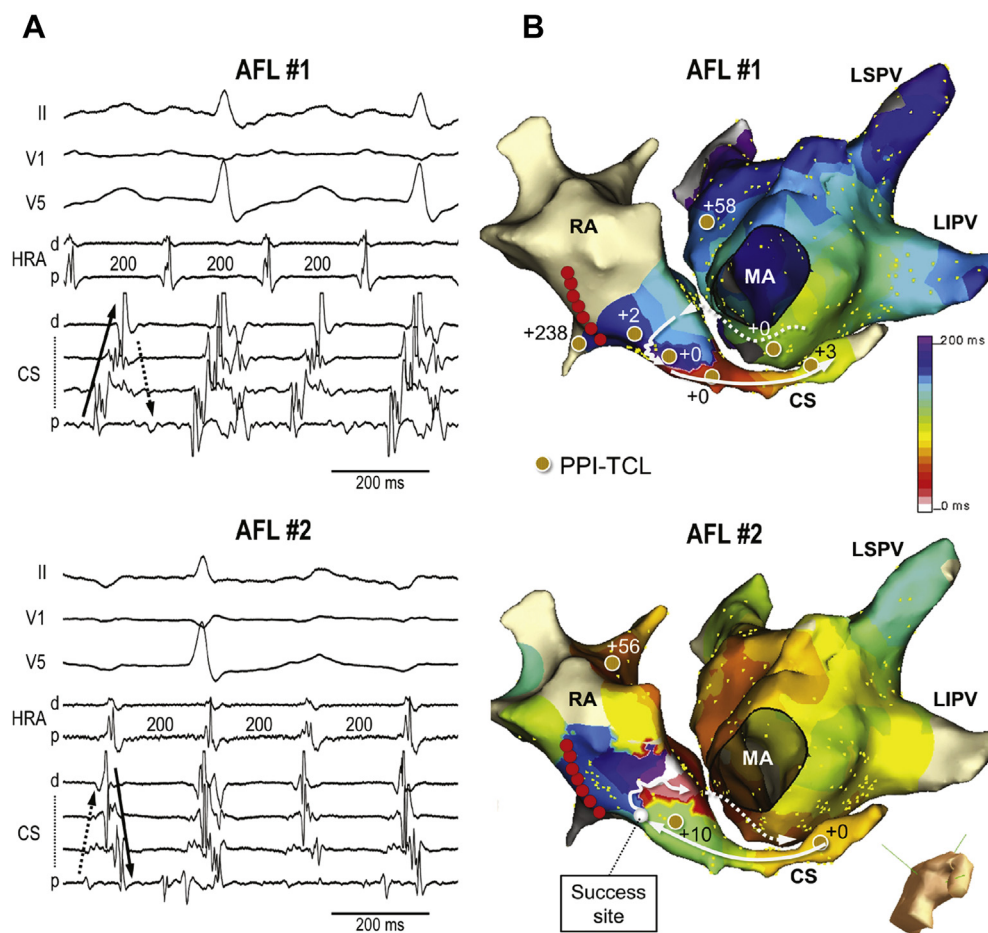 A
AFL #1
II
V1
V5
d
HRA
200 200 200
p
d
CS
p
200 ms
AFL #2
II
V1
V5
d
HRA
200 200 200
p
d
CS
p
200 ms
B
AFL #1
LSPV
+58
RA
LIPV
MA
+2
+0
+238
+0
+3
+0
CS
200 ms
0 ms
PPI-TCL
AFL #2
LSPV
+56
RA
LIPV
MA
+0
+10
CS
Success
site